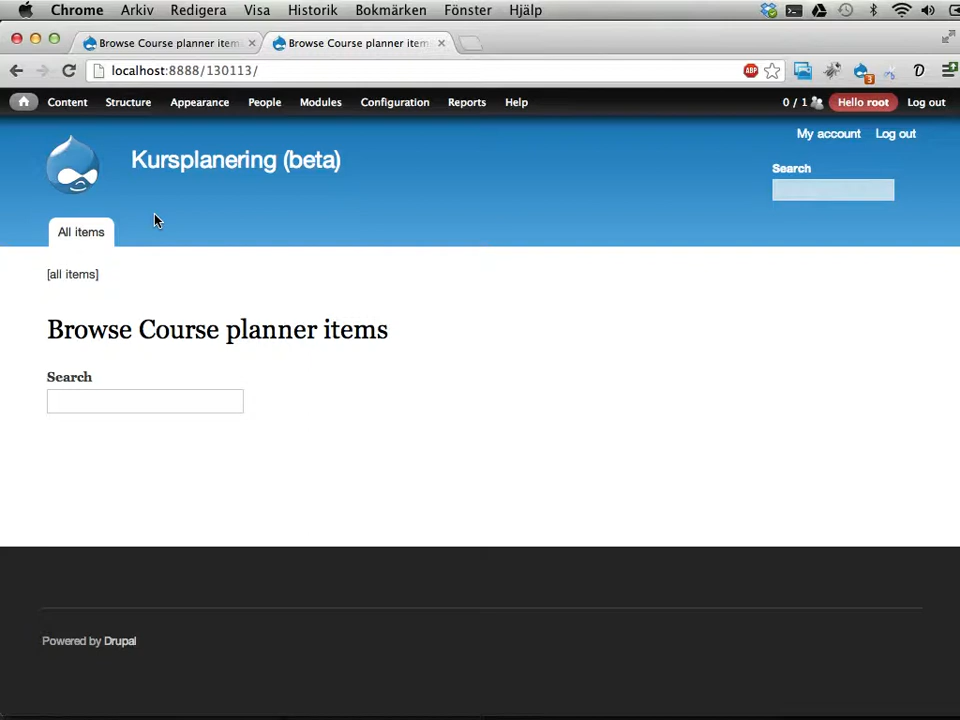 Chrome Arkiv Redigera Visa Historik Bokmärken Fönster Hjälp
Browse Course planner item Browse Course planner item
localhost:8888/130113/
ABP
3
Content Structure Appearance People Modules Configuration Reports Help 0 / 1 Hello root Log out
My account Log out
Kursplanering (beta)
Search
All items
[all items]
Browse Course planner items
Search
Powered by Drupal